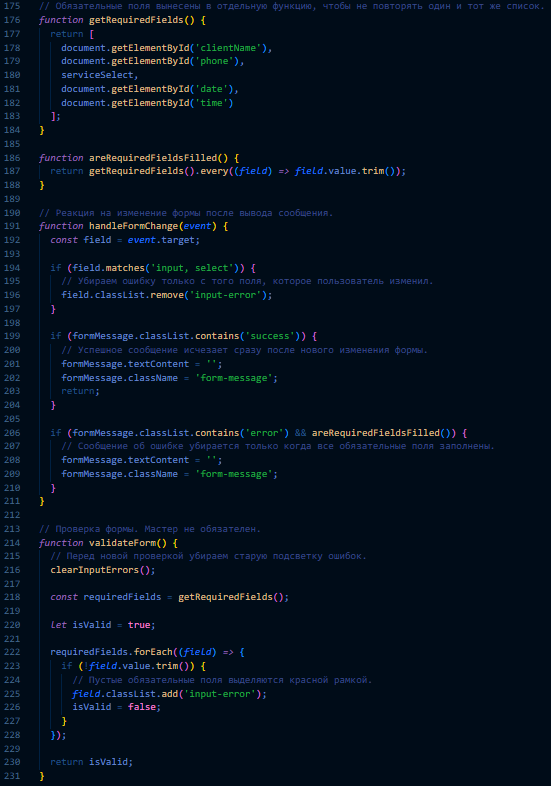 175 // Обязательные поля вынесены в отдельную функцию, чтобы не повторять один и тот же список.
176 function getRequiredFields() {
177   return [
178     document.getElementById('clientName'),
179     document.getElementById('phone'),
180     serviceSelect,
181     document.getElementById('date'),
182     document.getElementById('time')
183   ];
184 }
185
186 function areRequiredFieldsFilled() {
187   return getRequiredFields().every((field) => field.value.trim());
188 }
189
190 // Реакция на изменение формы после вывода сообщения.
191 function handleFormChange(event) {
192   const field = event.target;
193
194   if (field.matches('input, select')) {
195     // Убираем ошибку только с того поля, которое пользователь изменил.
196     field.classList.remove('input-error');
197   }
198
199   if (formMessage.classList.contains('success')) {
200     // Успешное сообщение исчезает сразу после нового изменения формы.
201     formMessage.textContent = '';
202     formMessage.className = 'form-message';
203     return;
204   }
205
206   if (formMessage.classList.contains('error') && areRequiredFieldsFilled()) {
207     // Сообщение об ошибке убирается только когда все обязательные поля заполнены.
208     formMessage.textContent = '';
209     formMessage.className = 'form-message';
210   }
211 }
212
213 // Проверка формы. Мастер не обязателен.
214 function validateForm() {
215   // Перед новой проверкой убираем старую подсветку ошибок.
216   clearInputErrors();
217
218   const requiredFields = getRequiredFields();
219
220   let isValid = true;
221
222   requiredFields.forEach((field) => {
223     if (!field.value.trim()) {
224       // Пустые обязательные поля выделяются красной рамкой.
225       field.classList.add('input-error');
226       isValid = false;
227     }
228   });
229
230   return isValid;
231 }